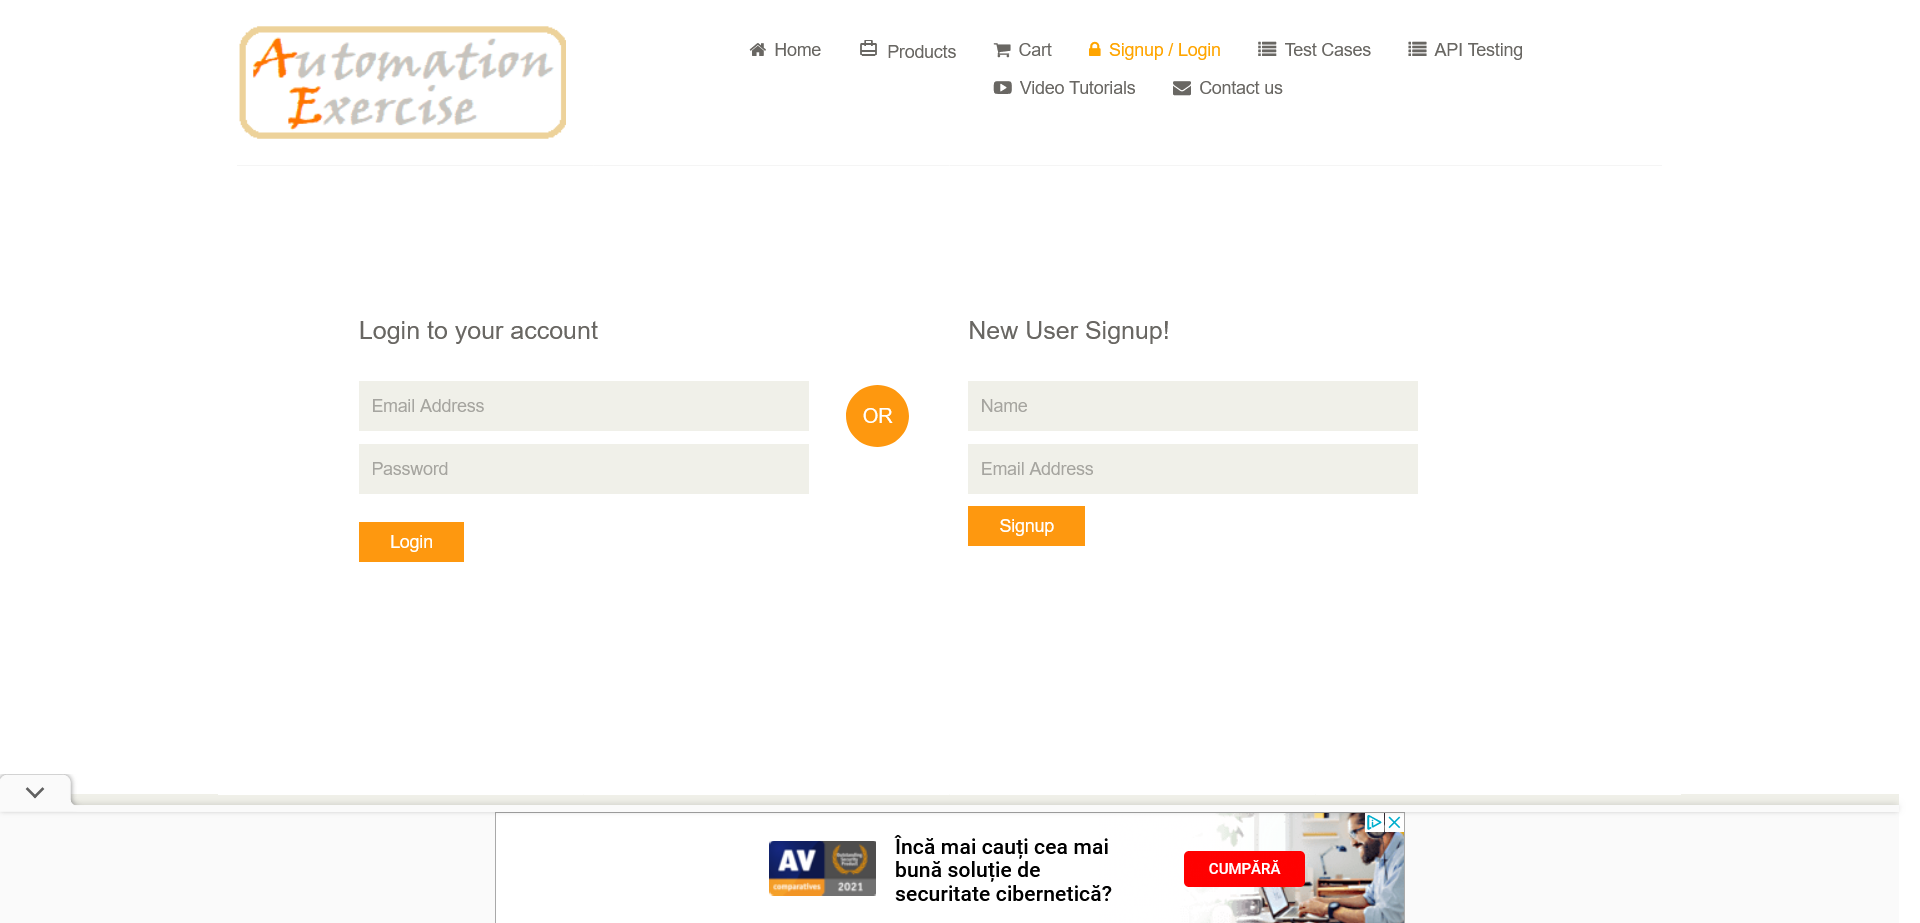 Automation
Exercise
Home
Products
Cart
Signup / Login
Test Cases
API Testing
Video Tutorials
Contact us
Login to your account
Email Address
Password
Login
OR
New User Signup!
Name
Email Address
Signup
AV
comparatives
2021
Încă mai cauți cea mai
bună soluție de
securitate cibernetică?
CUMPĂRĂ